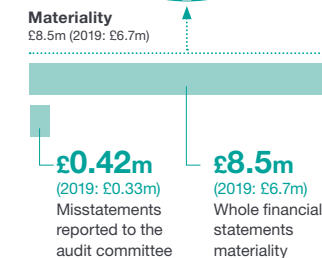 Materiality
£8.5m (2019: £6.7m)
£0.42m
(2019: £0.33m)
Misstatements
reported to the
audit committee
£8.5m
(2019: £6.7m)
Whole financial
statements
materiality